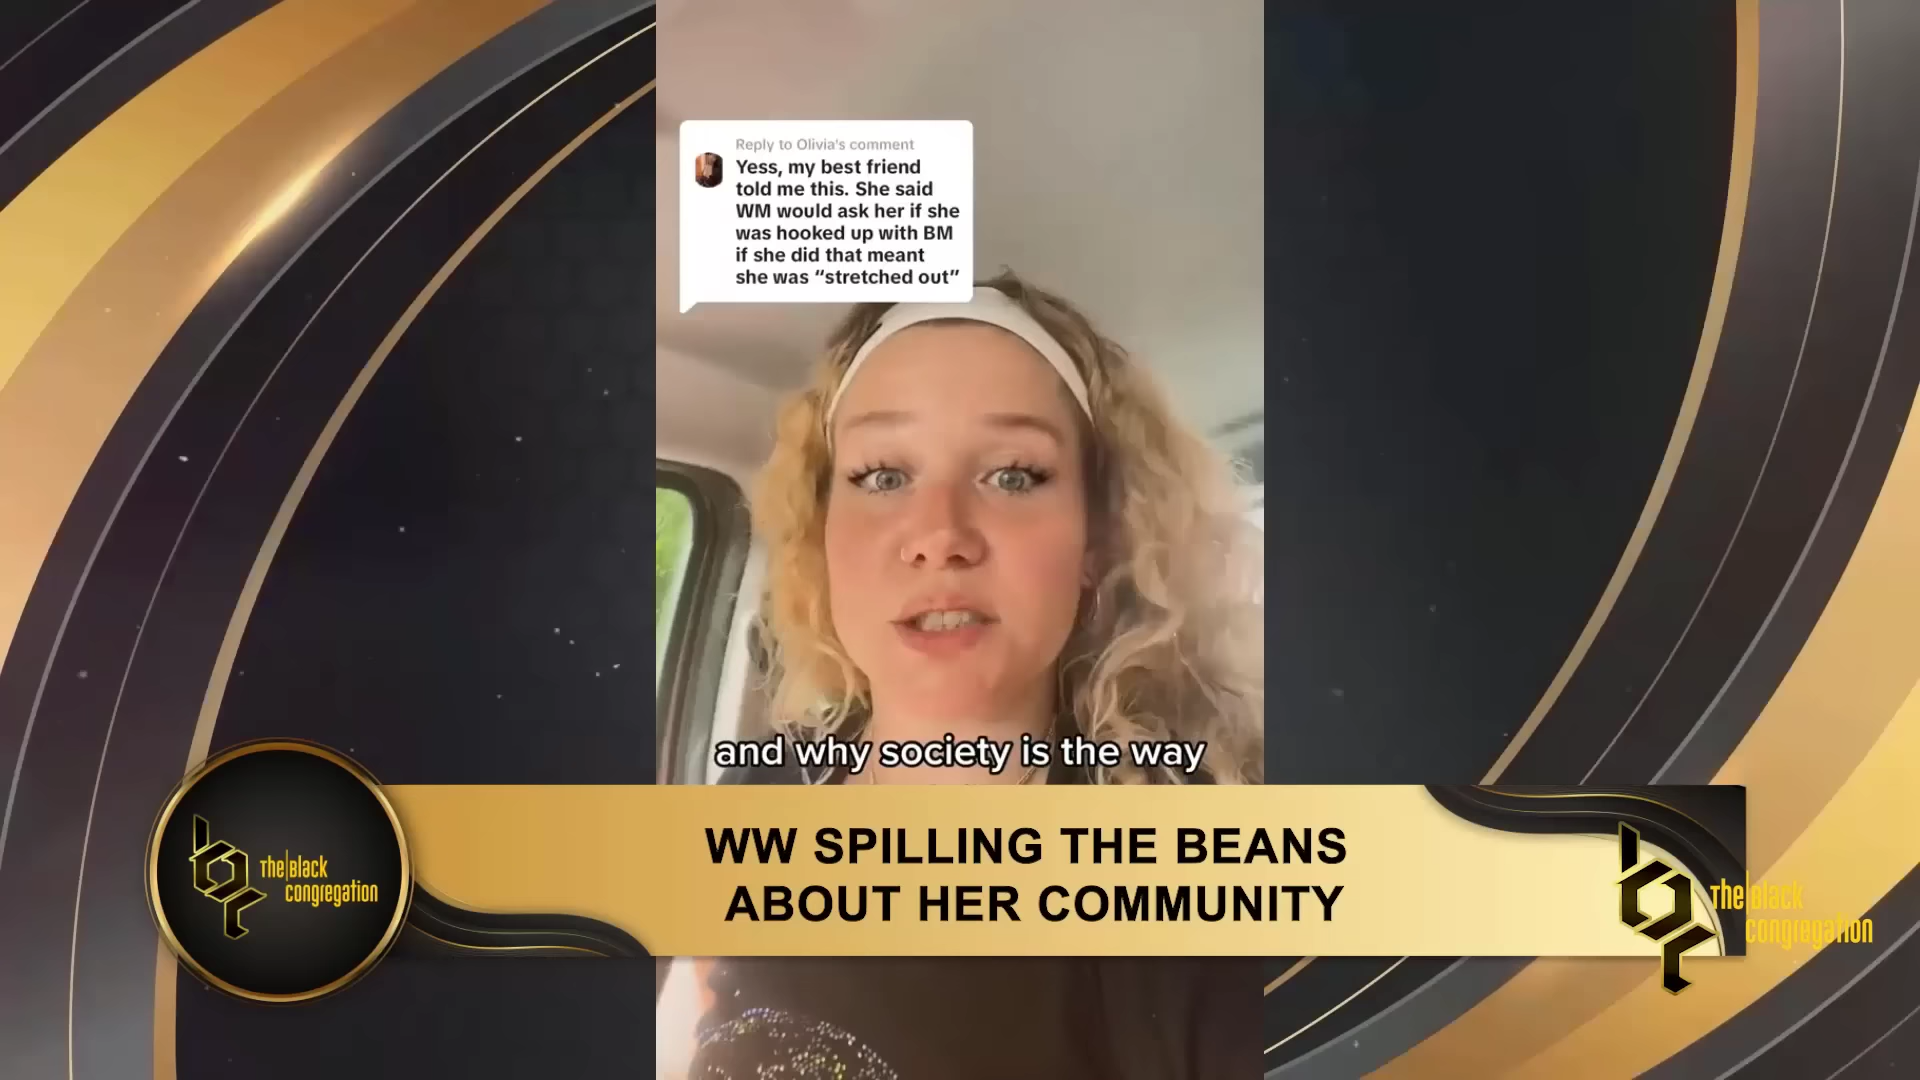 Reply to Olivia's comment
Yess, my best friend
told me this. She said
WM would ask her if she
was hooked up with BM
if she did that meant
she was “stretched out”
and why society is the way
WW SPILLING THE BEANS
ABOUT HER COMMUNITY
The Black
congregation
The Black
congregation